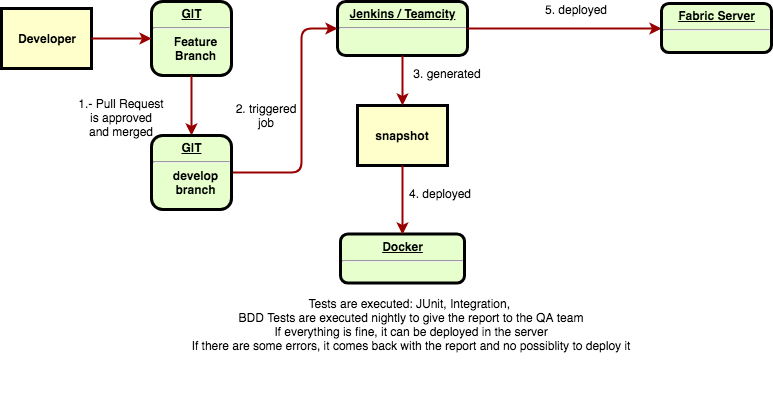 Developer
GIT
Feature
Branch
1.- Pull Request
is approved
and merged
GIT
develop
branch
2. triggered
job
Jenkins / Teamcity
5. deployed
Fabric Server
3. generated
snapshot
4. deployed
Docker
Tests are executed: JUnit, Integration,
BDD Tests are executed nightly to give the report to the QA team
If everything is fine, it can be deployed in the server
If there are some errors, it comes back with the report and no possiblity to deploy it